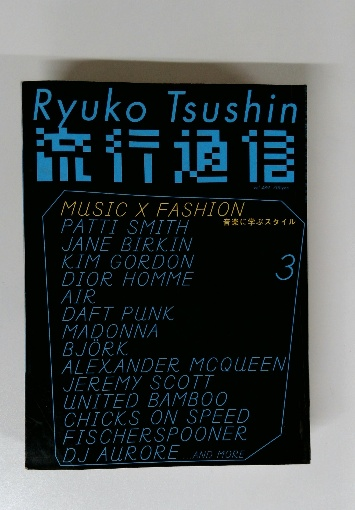 Ryuko Tsushin
流行通信
MUSIC X FASHION
音楽に学ぶスタイル
PATTI SMITH
JANE BIRKIN
KIM GORDON
3
DIOR HOMME
AIR
DAFT PUNK
MADONNA
BJÖRK
ALEXANDER MCQUEEN
JEREMY SCOTT
UNITED BAMBOO
CHICKS ON SPEED
FISCHERSPOONER
DJ AURORE AND MORE